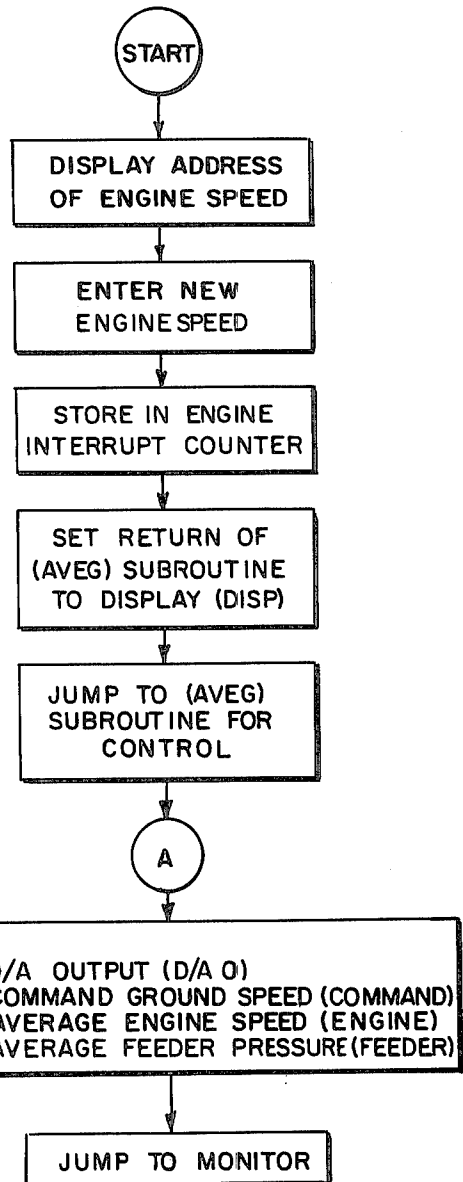 START
DISPLAY ADDRESS
OF ENGINE SPEED
ENTER NEW
ENGINE SPEED
STORE IN ENGINE
INTERRUPT COUNTER
SET RETURN OF
(AVEG) SUBROUTINE
TO DISPLAY (DISP)
JUMP TO (AVEG)
SUBROUTINE FOR
CONTROL
A
D/A OUTPUT (D/A O)
COMMAND GROUND SPEED (COMMAND)
AVERAGE ENGINE SPEED (ENGINE)
AVERAGE FEEDER PRESSURE (FEEDER)
JUMP TO MONITOR